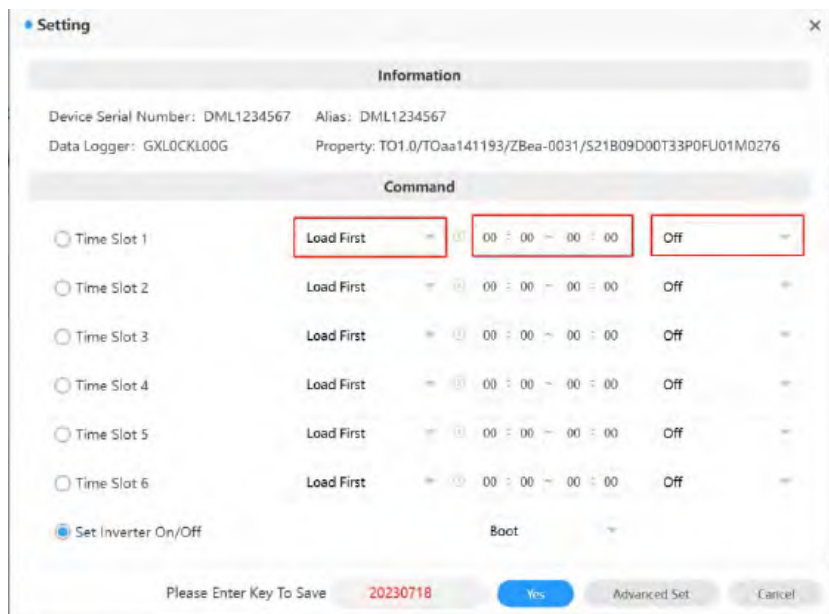 Setting
Information
Device Serial Number: DML1234567 Alias: DML1234567
Data Logger: GXL0CKL00G Property: TO1.0/TOaa141193/ZBea-0031/S21B09D00T33P0FU01M0276
Command
Time Slot 1 Load First 00 : 00 ~ 00 : 00 Off
Time Slot 2 Load First 00 : 00 ~ 00 : 00 Off
Time Slot 3 Load First 00 : 00 ~ 00 : 00 Off
Time Slot 4 Load First 00 : 00 ~ 00 : 00 Off
Time Slot 5 Load First 00 : 00 ~ 00 : 00 Off
Time Slot 6 Load First 00 : 00 ~ 00 : 00 Off
Set Inverter On/Off Boot
Please Enter Key To Save 20230718 Yes Advanced Set Cancel